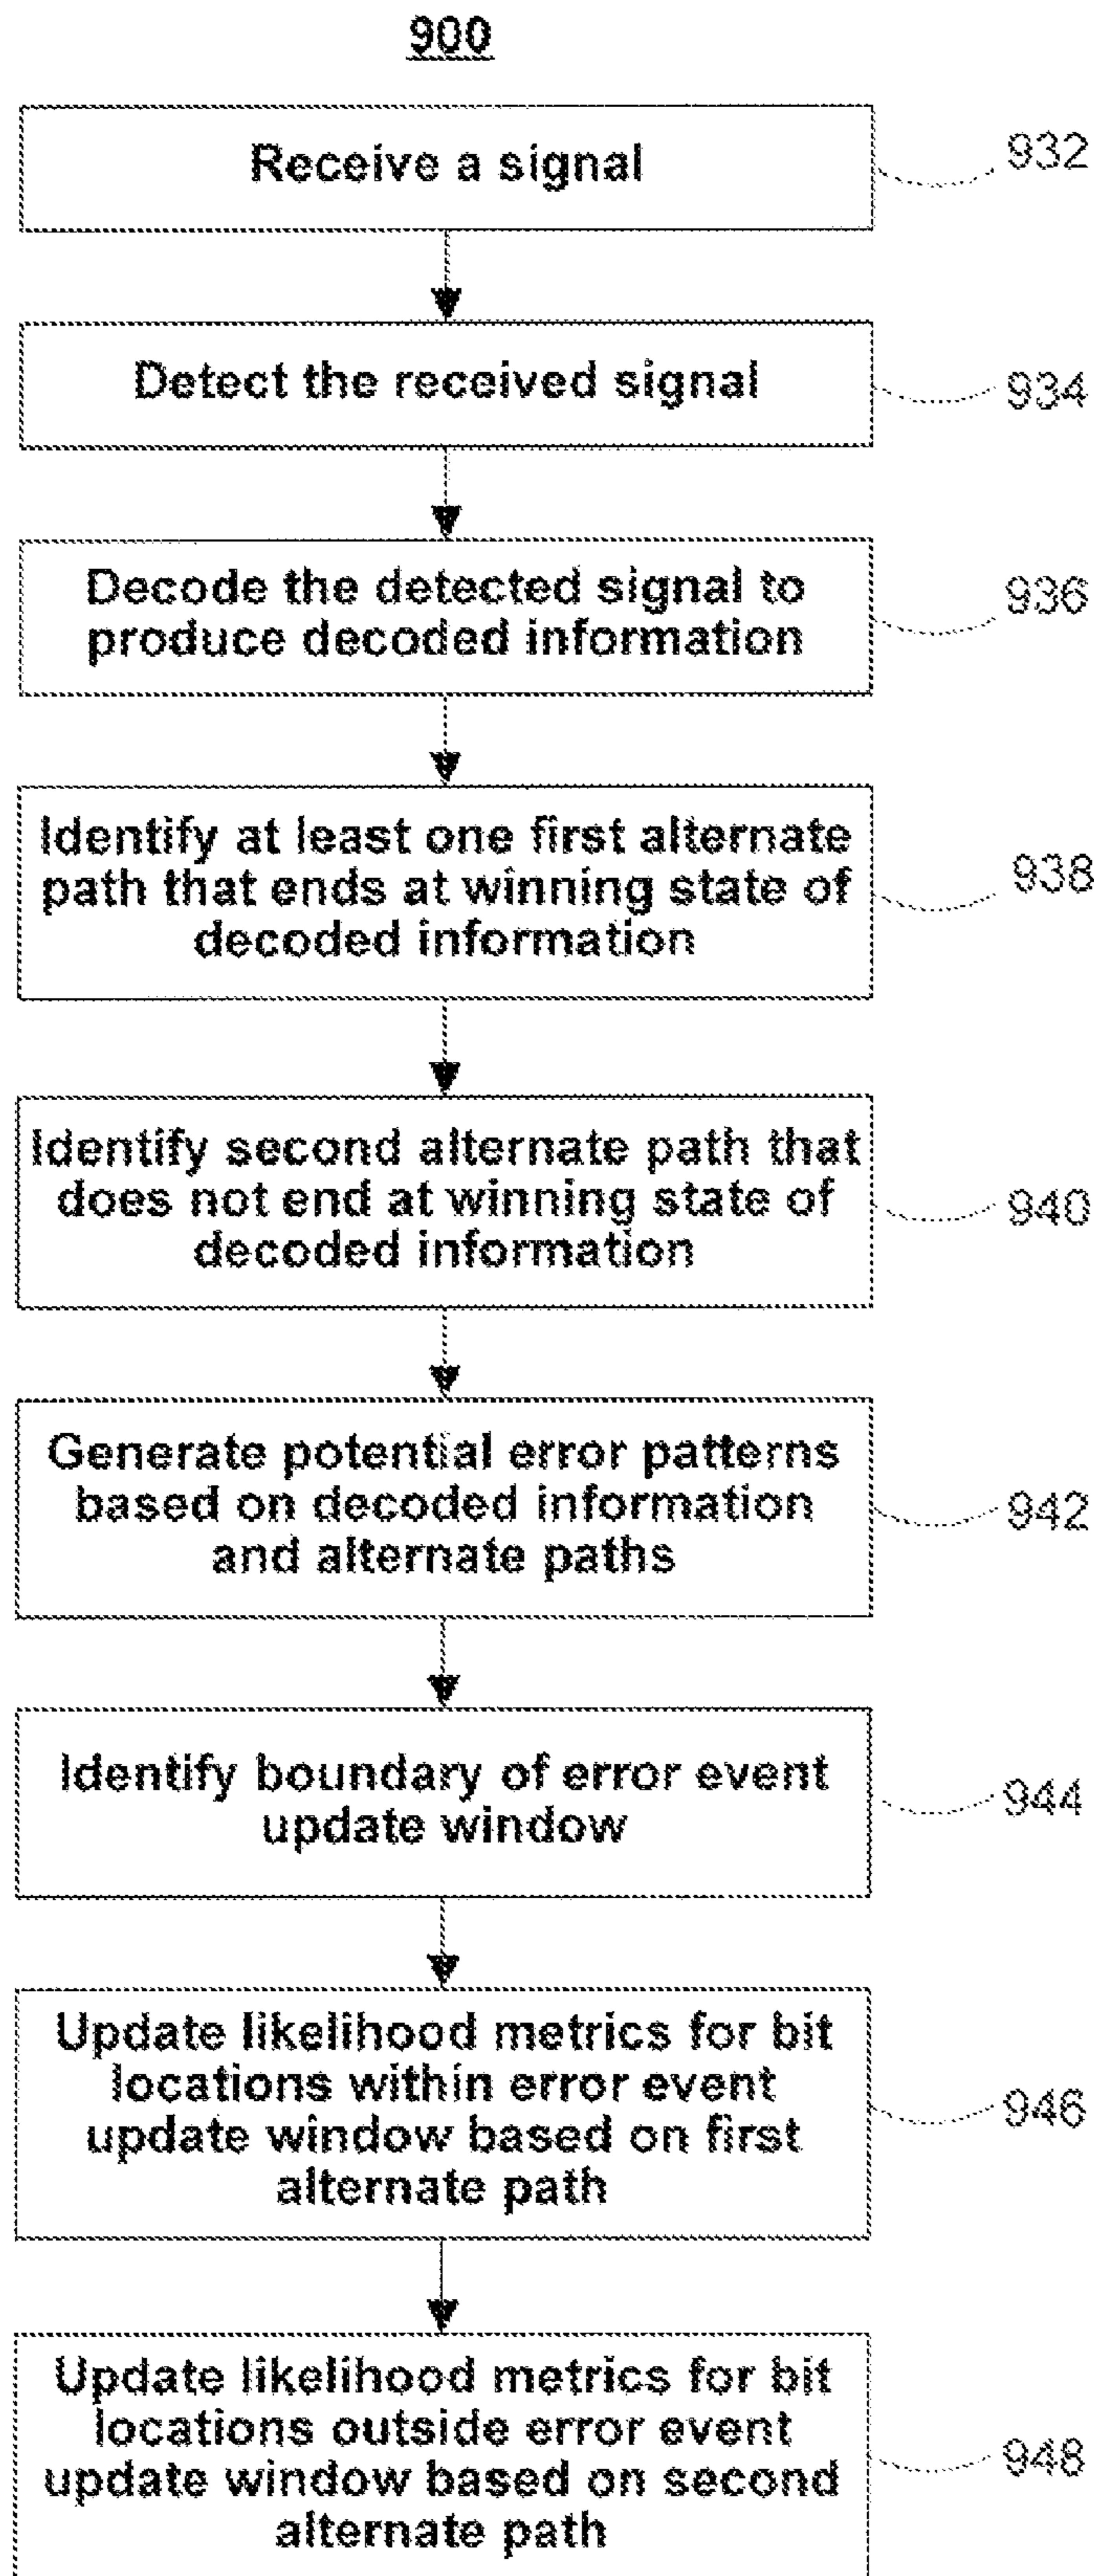 900
Receive a signal
932
Detect the received signal
934
Decode the detected signal to
produce decoded information
936
Identify at least one first alternate
path that ends at winning state of
decoded information
938
Identify second alternate path that
does not end at winning state of
decoded information
940
Generate potential error patterns
based on decoded information
and alternate paths
942
Identify boundary of error event
update window
944
Update likelihood metrics for bit
locations within error event
update window based on first
alternate path
946
Update likelihood metrics for bit
locations outside error event
update window based on second
alternate path
948